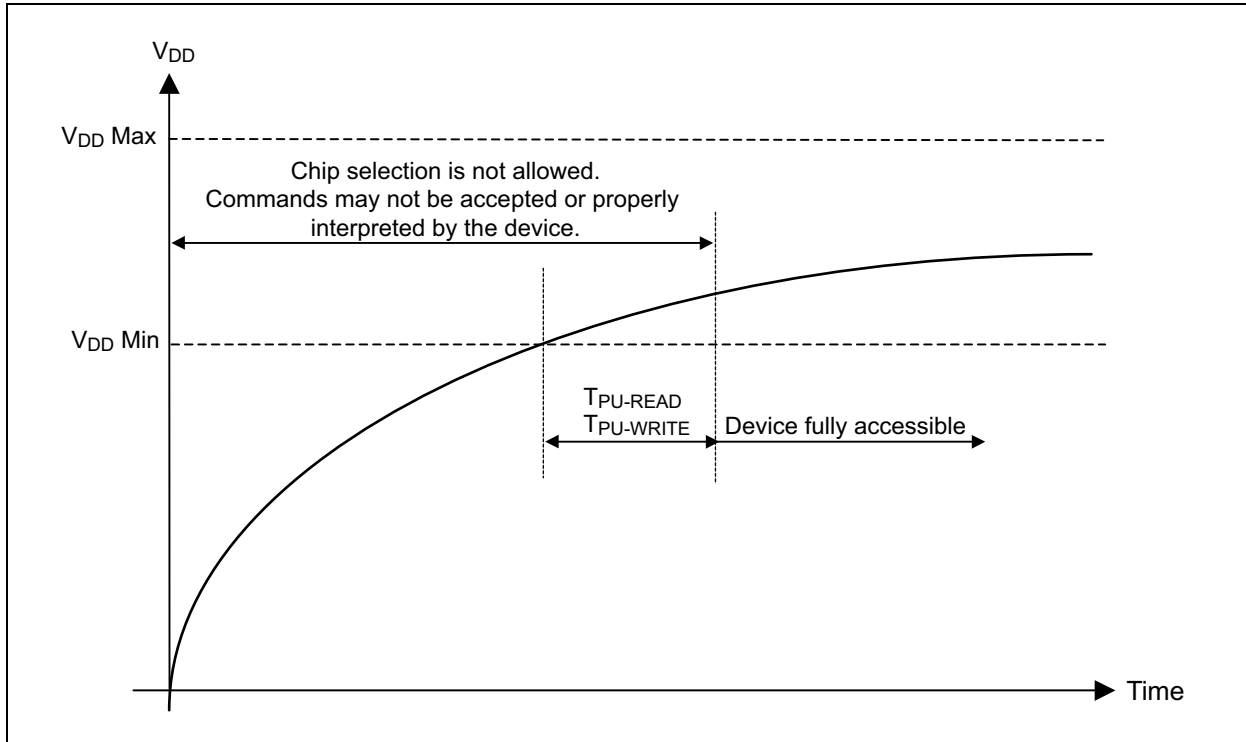 VDD
VDD Max
Chip selection is not allowed.
Commands may not be accepted or properly
interpreted by the device.
VDD Min
TPU-READ
TPU-WRITE
Device fully accessible
Time